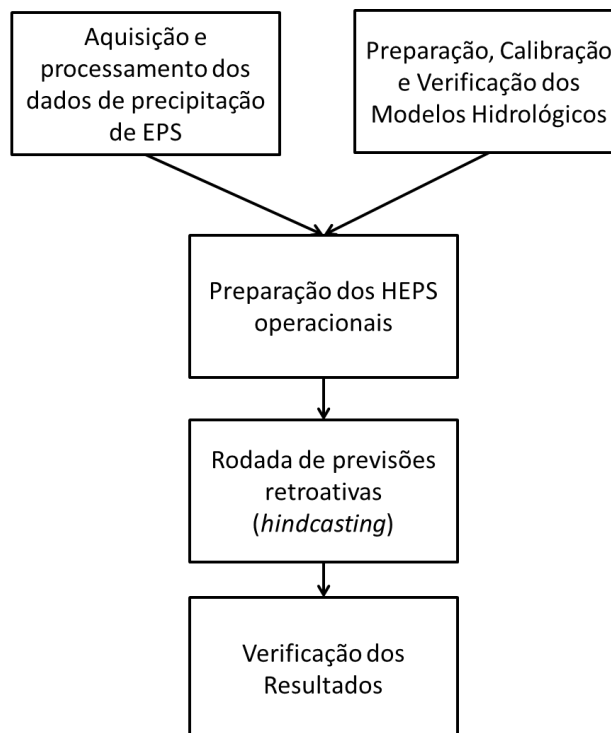 Aquisição e
processamento dos
dados de precipitação
de EPS
Preparação, Calibração
e Verificação dos
Modelos Hidrológicos
Preparação dos HEPS
operacionais
Rodada de previsões
retroativas
(hindcasting)
Verificação dos
Resultados